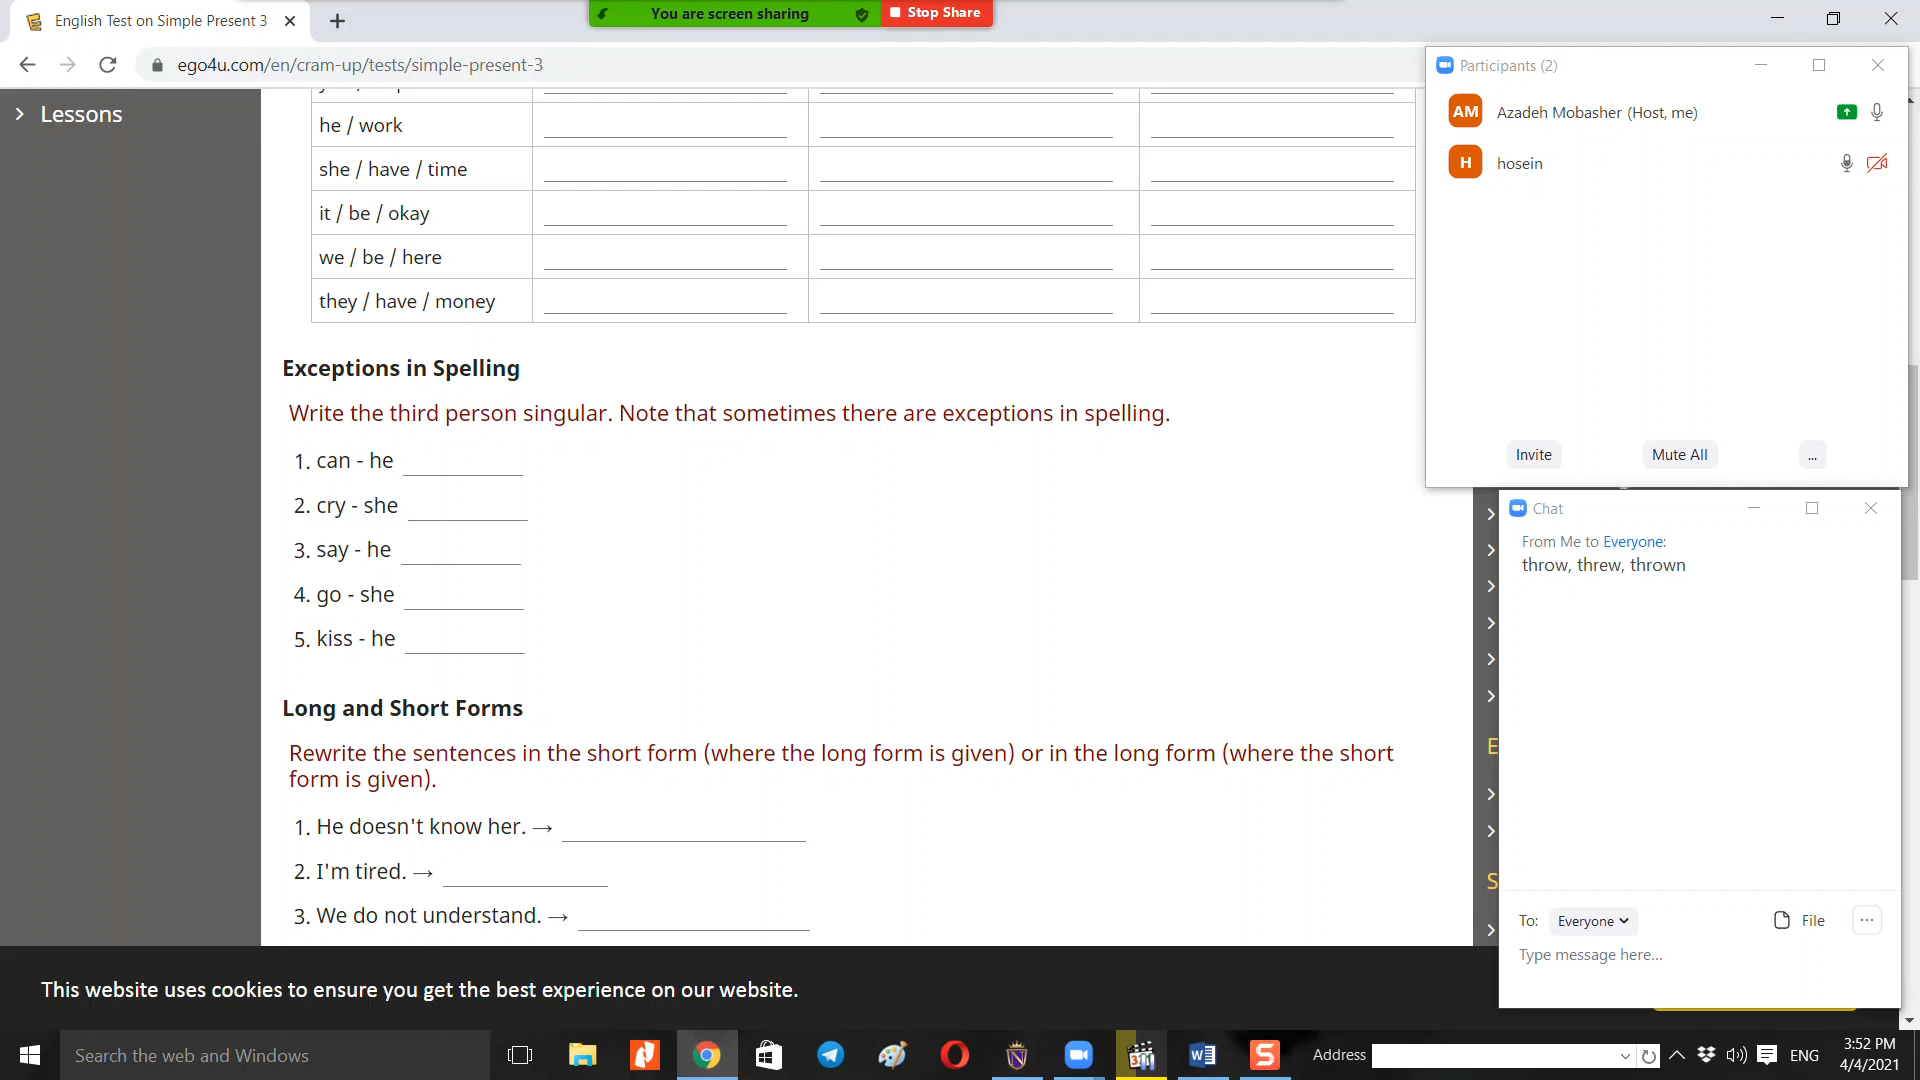 English Test on Simple Present 3
You are screen sharing
Stop Share
ego4u.com/en/cram-up/tests/simple-present-3
Lessons
he / work
she / have / time
it / be / okay
we / be / here
they / have / money
Exceptions in Spelling
Write the third person singular. Note that sometimes there are exceptions in spelling.
1. can - he
2. cry - she
3. say - he
4. go - she
5. kiss - he
Long and Short Forms
Rewrite the sentences in the short form (where the long form is given) or in the long form (where the short
form is given).
1. He doesn't know her. →
2. I'm tired. →
3. We do not understand. →
This website uses cookies to ensure you get the best experience on our website.
Participants (2)
AM
Azadeh Mobasher (Host, me)
H
hosein
Invite
Mute All
...
Chat
From Me to Everyone:
throw, threw, thrown
E
S
To:
Everyone
File
Type message here...
Search the web and Windows
Address
ENG
3:52 PM
4/4/2021